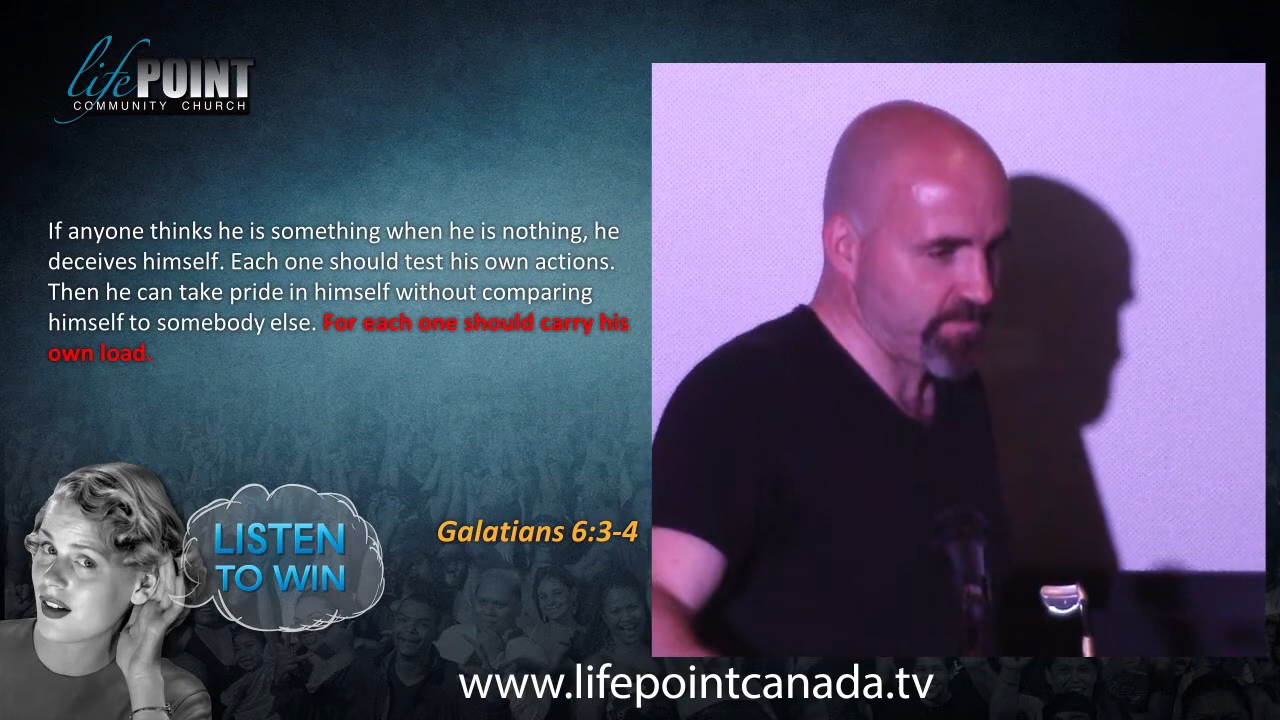 lifePOINT
COMMUNITY CHURCH
If anyone thinks he is something when he is nothing, he
deceives himself. Each one should test his own actions.
Then he can take pride in himself without comparing
himself to somebody else. For each one should carry his
own load.
LISTEN
TO WIN
Galatians 6:3-4
www.lifepointcanada.tv